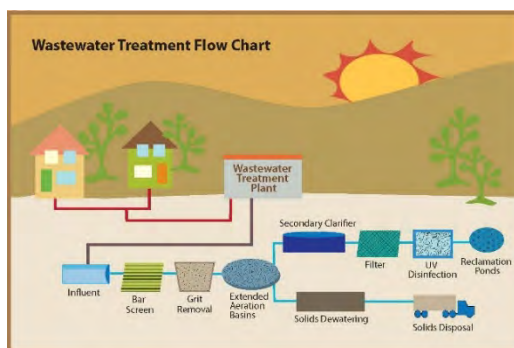 Wastewater Treatment Flow Chart
Wastewater
Treatment
Plant
Influent
Bar
Screen
Grit
Removal
Extended
Aeration
Basins
Secondary Clarifier
Filter
UV
Disinfection
Reclamation
Ponds
Solids Dewatering
Solids Disposal